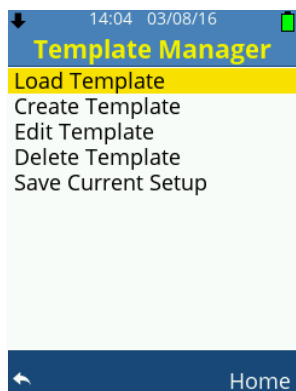 14:04 03/08/16
Template Manager
Load Template
Create Template
Edit Template
Delete Template
Save Current Setup
Home